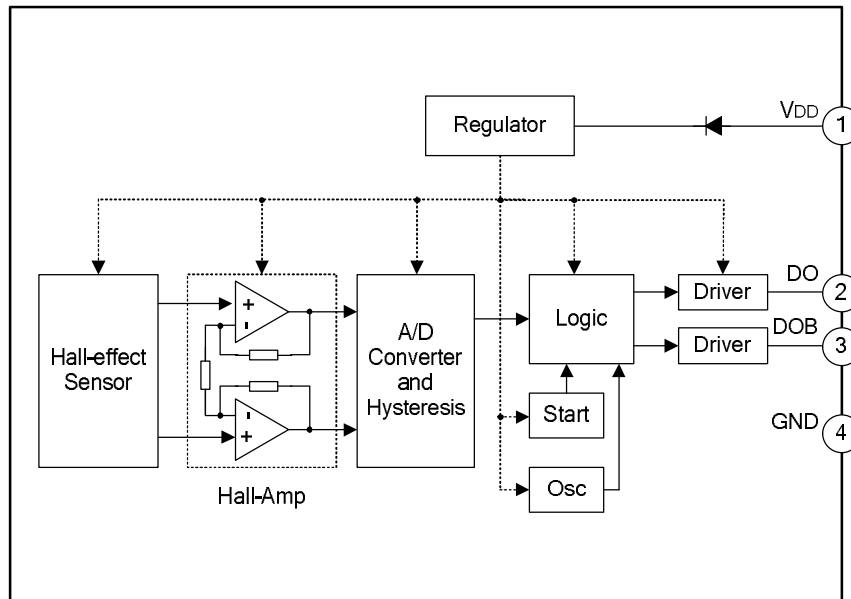 VDD
1
Regulator
Hall-effect
Sensor
+
-
-
+
Hall-Amp
A/D
Converter
and
Hysteresis
Logic
Start
Osc
Driver
DO
2
Driver
DOB
3
GND
4